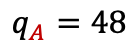 q_A = 48